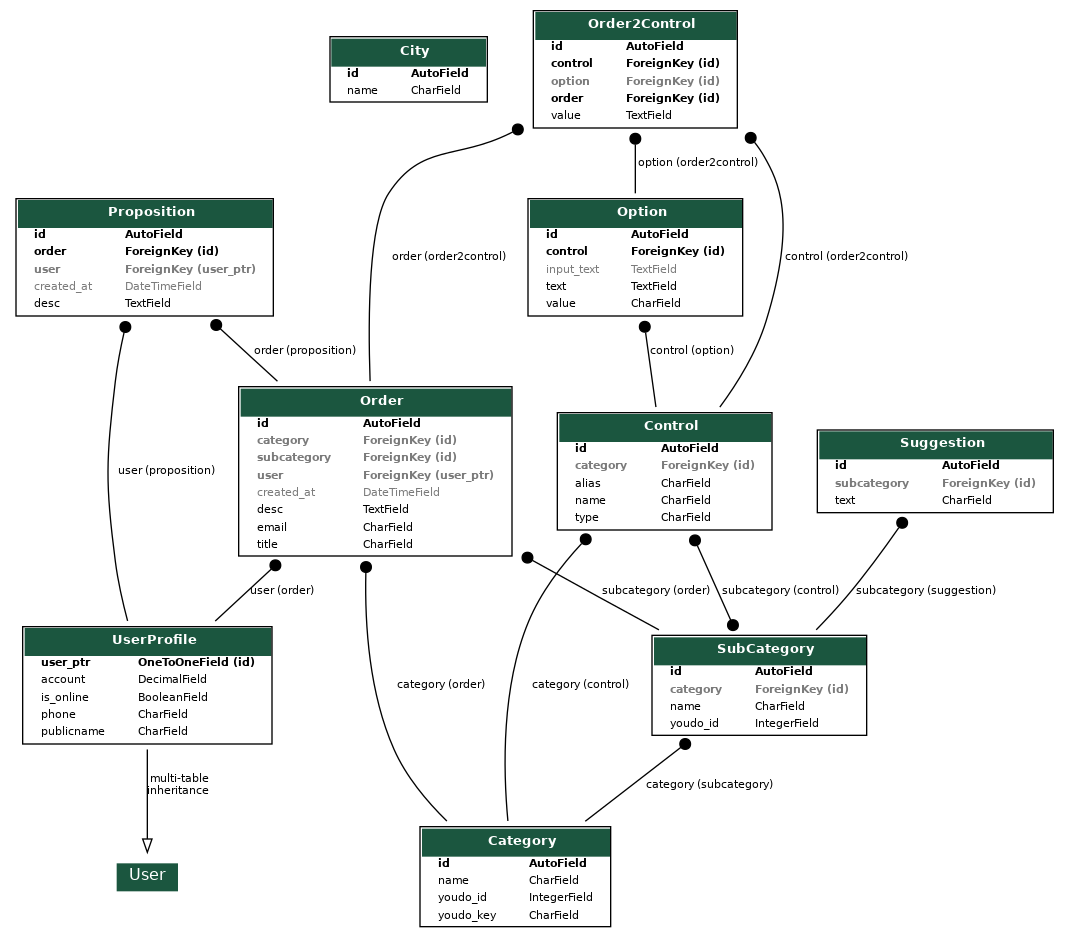 Order2Control
id AutoField
control ForeignKey (id)
option ForeignKey (id)
order ForeignKey (id)
value TextField
City
id AutoField
name CharField
option (order2control)
order (order2control)
control (order2control)
Proposition
id AutoField
order ForeignKey (id)
user ForeignKey (user_ptr)
created_at DateTimeField
desc TextField
Option
id AutoField
control ForeignKey (id)
input_text TextField
text TextField
value CharField
order (proposition)
control (option)
user (proposition)
Order
id AutoField
category ForeignKey (id)
subcategory ForeignKey (id)
user ForeignKey (user_ptr)
created_at DateTimeField
desc TextField
email CharField
title CharField
Control
id AutoField
category ForeignKey (id)
alias CharField
name CharField
type CharField
Suggestion
id AutoField
subcategory ForeignKey (id)
text CharField
user (order)
subcategory (order)
subcategory (control)
subcategory (suggestion)
UserProfile
user_ptr OneToOneField (id)
account DecimalField
is_online BooleanField
phone CharField
publicname CharField
category (order)
category (control)
SubCategory
id AutoField
category ForeignKey (id)
name CharField
youdo_id IntegerField
multi-table
inheritance
category (subcategory)
User
Category
id AutoField
name CharField
youdo_id IntegerField
youdo_key CharField